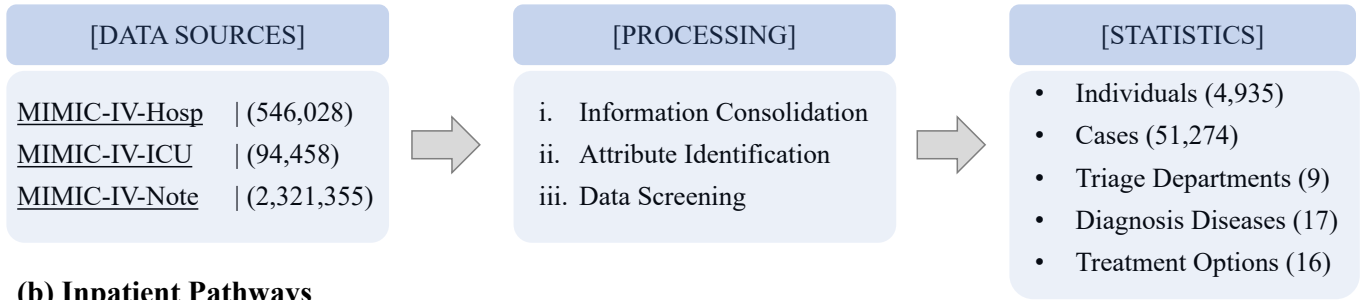 [DATA SOURCES]
MIMIC-IV-Hosp | (546,028)
MIMIC-IV-ICU | (94,458)
MIMIC-IV-Note | (2,321,355)
[PROCESSING]
i. Information Consolidation
ii. Attribute Identification
iii. Data Screening
[STATISTICS]
• Individuals (4,935)
• Cases (51,274)
• Triage Departments (9)
• Diagnosis Diseases (17)
• Treatment Options (16)
(b) Inpatient Pathways